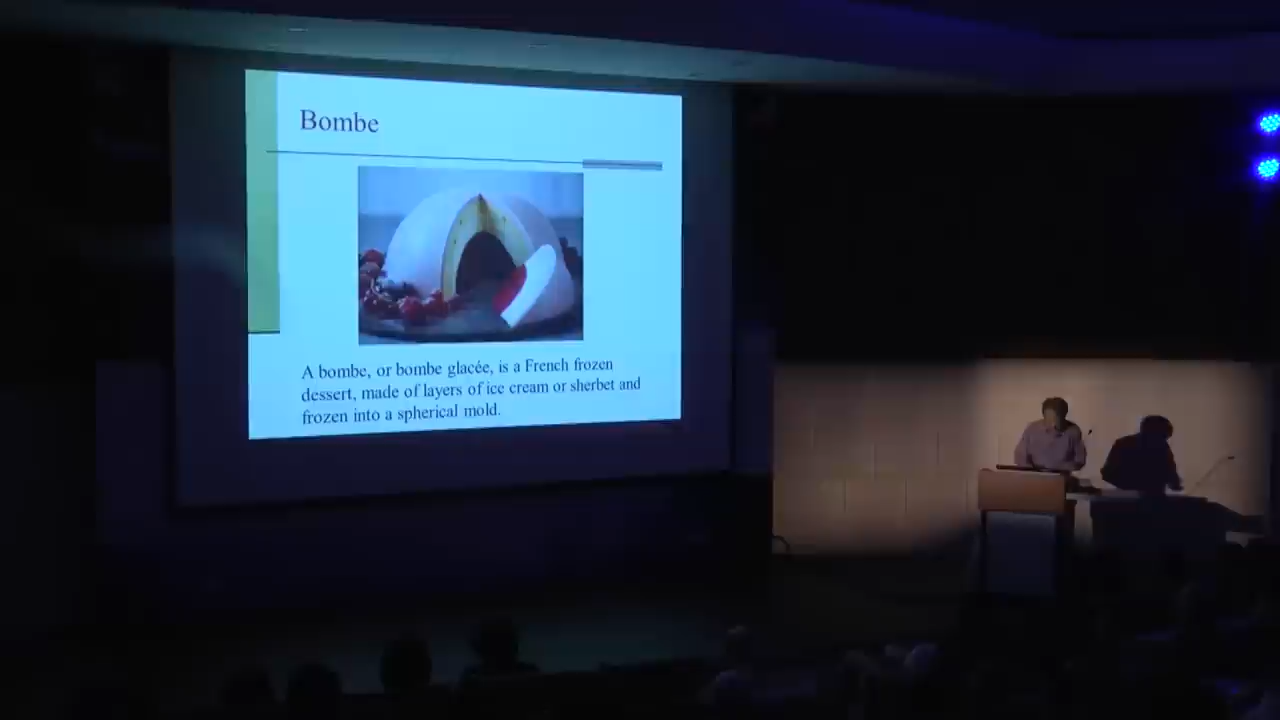 Bombe
A bombe, or bombe glacée, is a French frozen
dessert, made of layers of ice cream or sherbet and
frozen into a spherical mold.